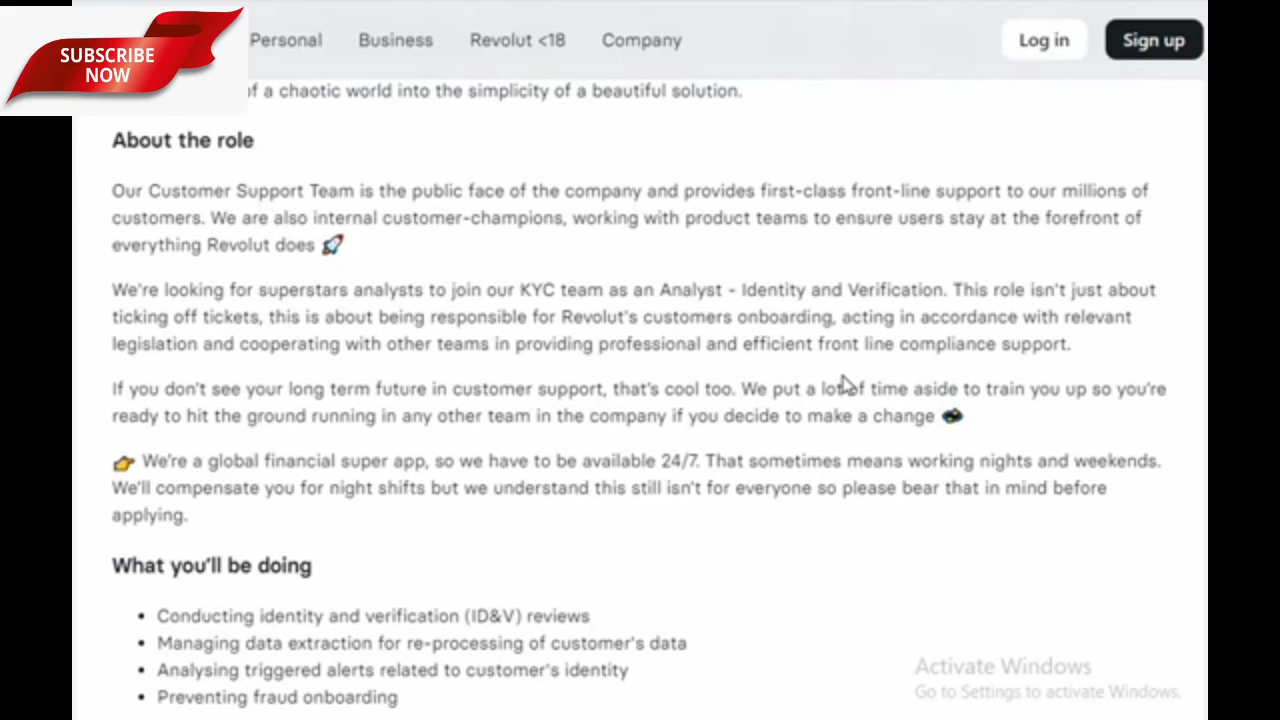 SUBSCRIBE
NOW
Personal Business Revolut <18 Company Log in Sign up
of a chaotic world into the simplicity of a beautiful solution.
About the role
Our Customer Support Team is the public face of the company and provides first-class front-line support to our millions of
customers. We are also internal customer-champions, working with product teams to ensure users stay at the forefront of
everything Revolut does 🚀
We're looking for superstars analysts to join our KYC team as an Analyst - Identity and Verification. This role isn't just about
ticking off tickets, this is about being responsible for Revolut's customers onboarding, acting in accordance with relevant
legislation and cooperating with other teams in providing professional and efficient front line compliance support.
If you don't see your long term future in customer support, that's cool too. We put a lot of time aside to train you up so you're
ready to hit the ground running in any other team in the company if you decide to make a change
👉 We're a global financial super app, so we have to be available 24/7. That sometimes means working nights and weekends.
We'll compensate you for night shifts but we understand this still isn't for everyone so please bear that in mind before
applying.
What you'll be doing
• Conducting identity and verification (ID&V) reviews
• Managing data extraction for re-processing of customer's data
• Analysing triggered alerts related to customer's identity
• Preventing fraud onboarding
Activate Windows
Go to Settings to activate Windows.